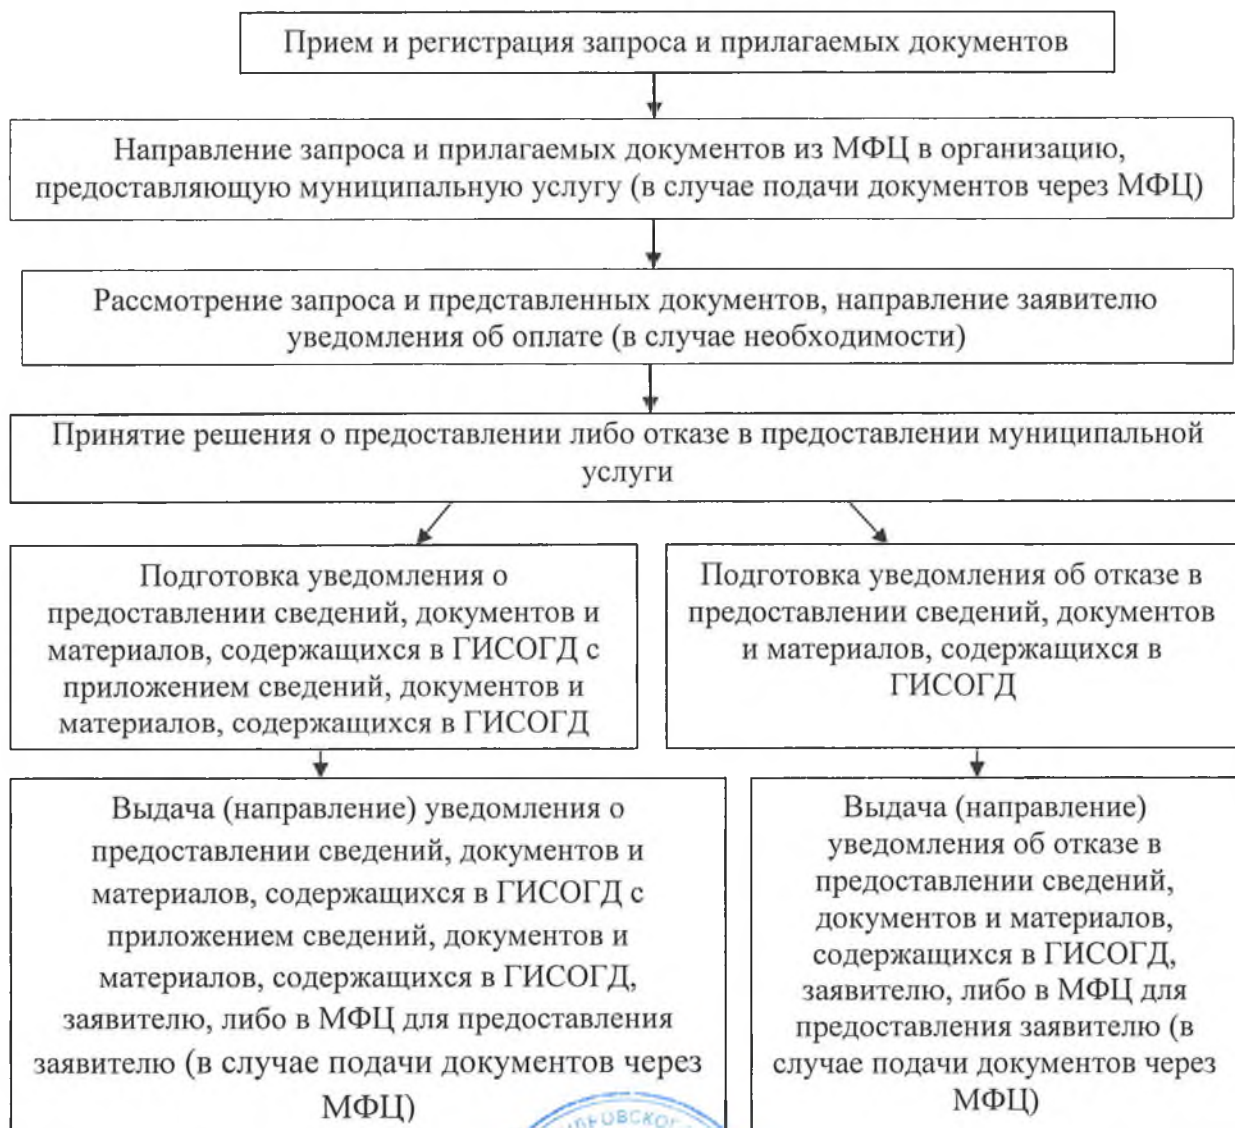 Прием и регистрация запроса и прилагаемых документов
Направление запроса и прилагаемых документов из МФЦ в организацию,
предоставляющую муниципальную услугу (в случае подачи документов через МФЦ)
Рассмотрение запроса и представленных документов, направление заявителю
уведомления об оплате (в случае необходимости)
Принятие решения о предоставлении либо отказе в предоставлении муниципальной
услуги
Подготовка уведомления о
предоставлении сведений, документов и
материалов, содержащихся в ГИСОГД с
приложением сведений, документов и
материалов, содержащихся в ГИСОГД
Подготовка уведомления об отказе в
предоставлении сведений, документов
и материалов, содержащихся в
ГИСОГД
Выдача (направление) уведомления о
предоставлении сведений, документов и
материалов, содержащихся в ГИСОГД с
приложением сведений, документов и
материалов, содержащихся в ГИСОГД,
заявителю, либо в МФЦ для предоставления
заявителю (в случае подачи документов через
МФЦ)
Выдача (направление)
уведомления об отказе в
предоставлении сведений,
документов и материалов,
содержащихся в ГИСОГД,
заявителю, либо в МФЦ для
предоставления заявителю (в
случае подачи документов через
МФЦ)